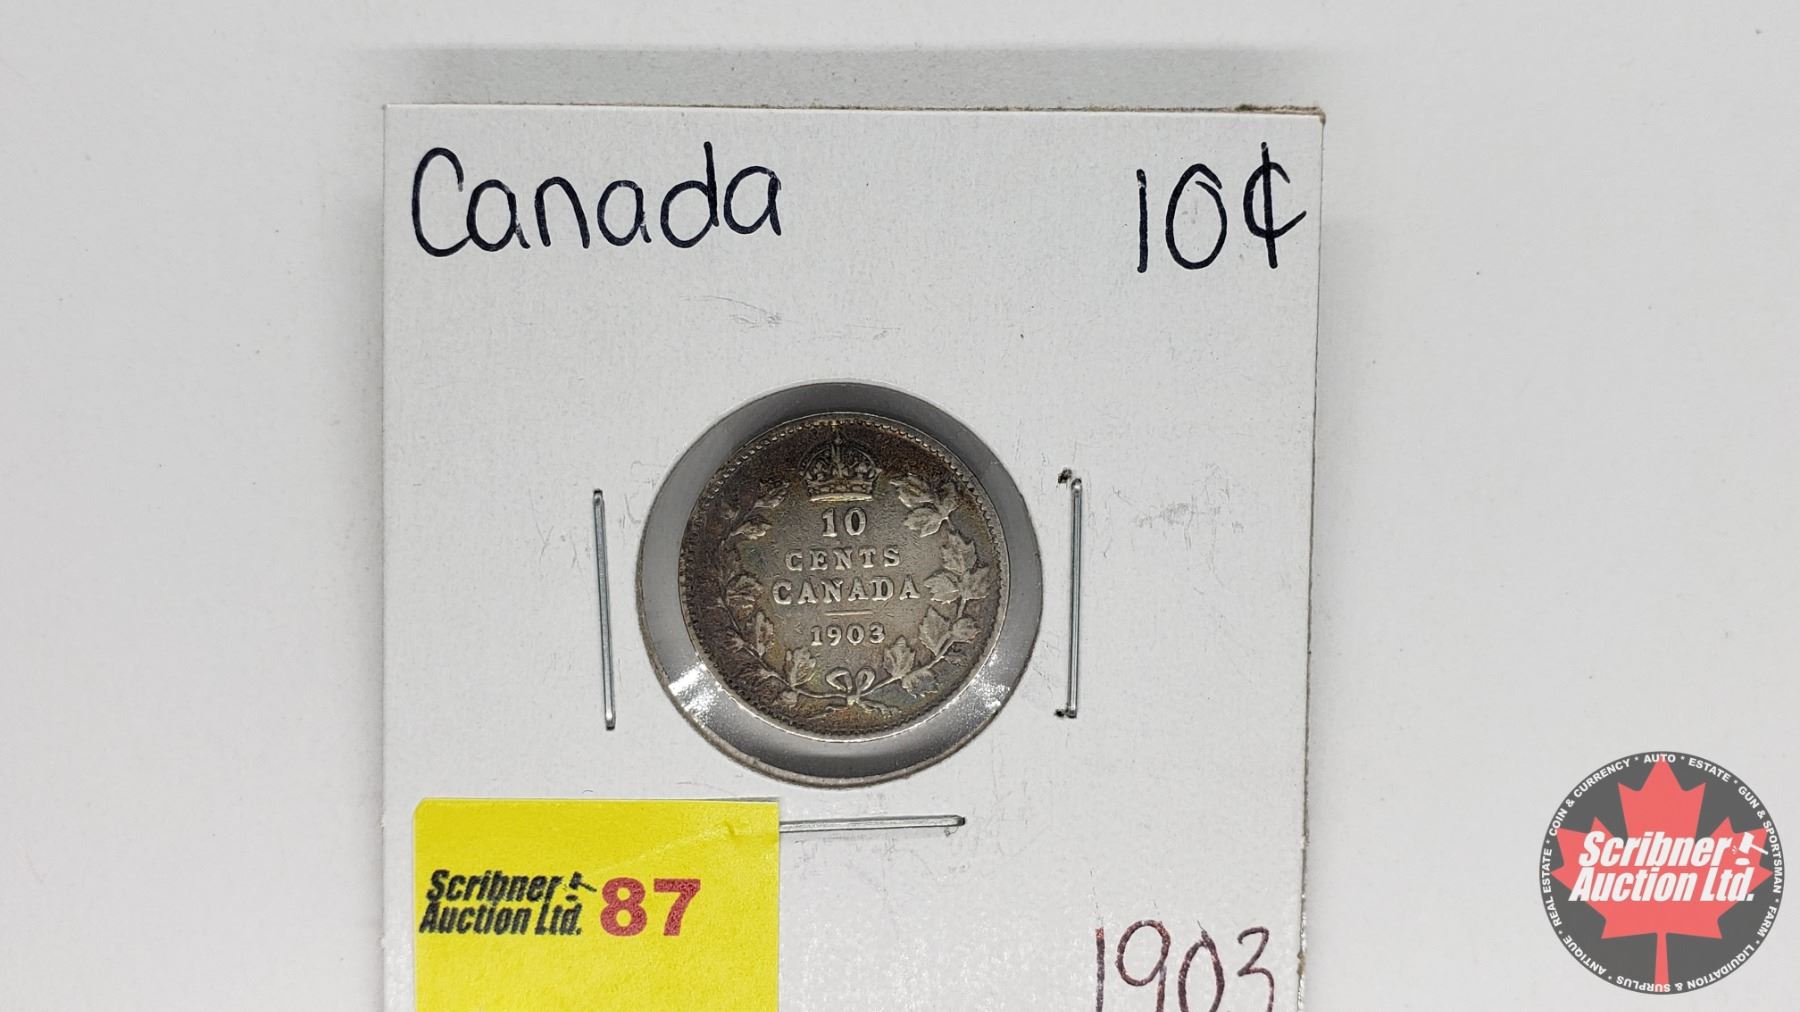 Canada 10¢
10
CENTS
CANADA
1903
Scribner
Auction Ltd. 87
1903
REAL ESTATE * COIN & CURRENCY * AUTO * ESTATE * GUN & SPORTSMAN * FARM * LIQUIDATION & SURPLUS * ANTIQUE *
Scribner
Auction Ltd.